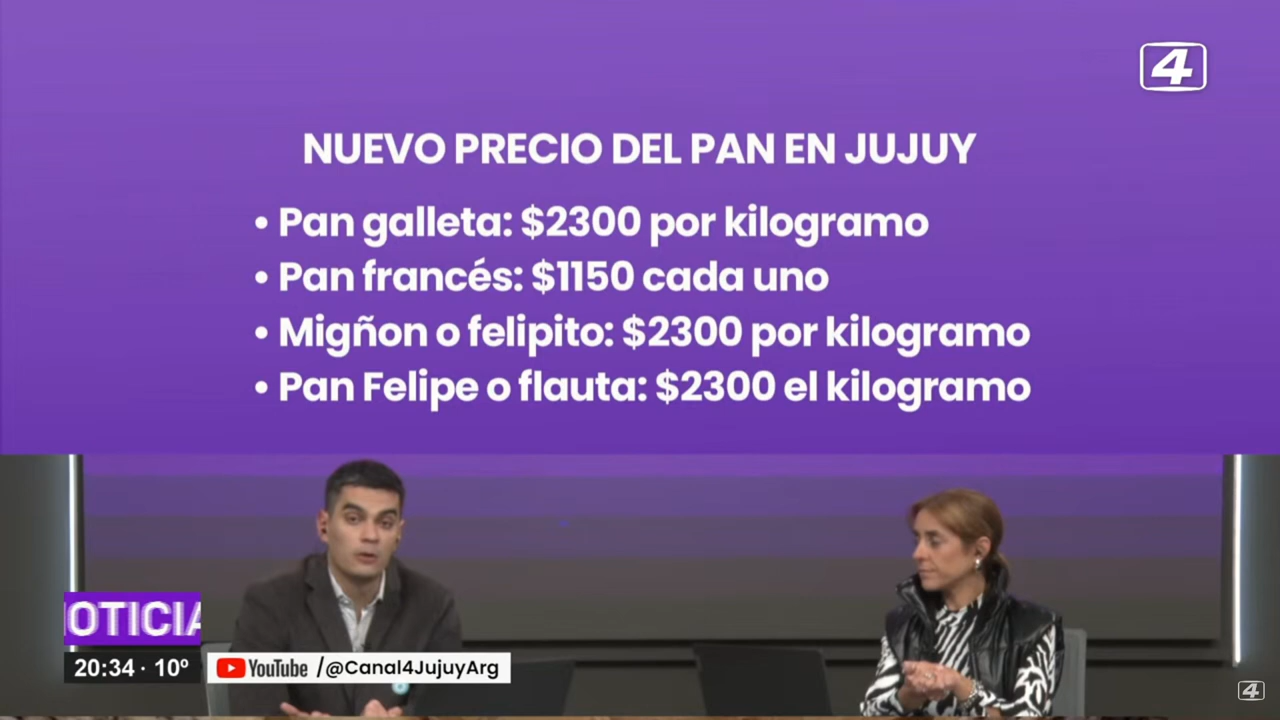 4
NUEVO PRECIO DEL PAN EN JUJUY
• Pan galleta: $2300 por kilogramo
• Pan francés: $1150 cada uno
• Migñon o felipito: $2300 por kilogramo
• Pan Felipe o flauta: $2300 el kilogramo
NOTICIA
20:34 · 10º
YouTube /@Canal4JujuyArg
4